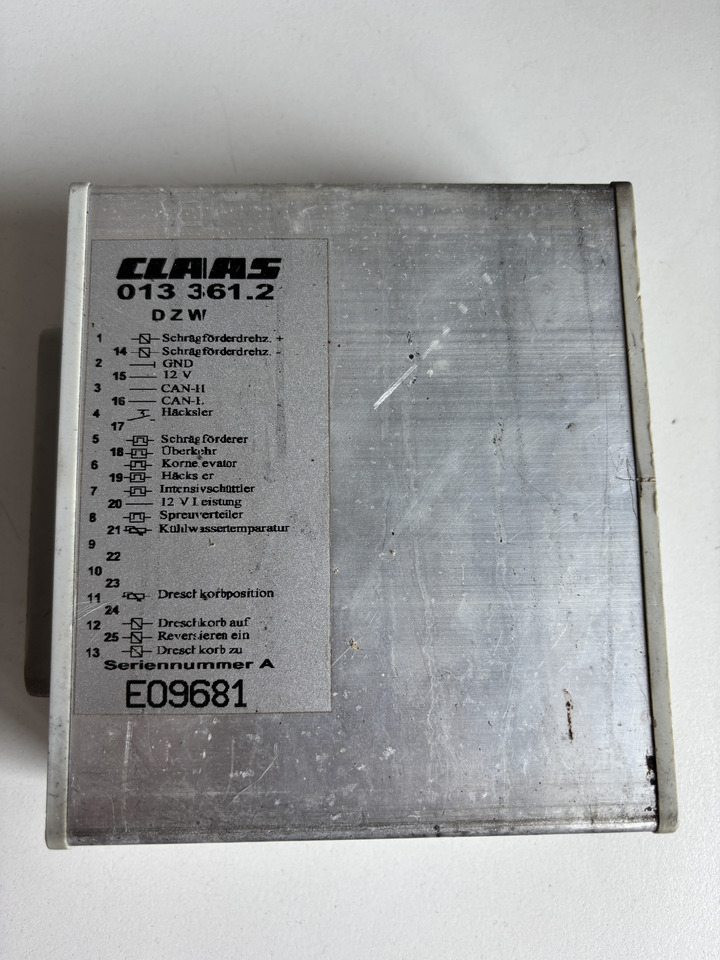 CLAAS
013 361.2
DZW
1 Schrägförderdrehz. +
14 Schrägförderdrehz. -
2 GND
15 12 V
3 CAN-H
16 CAN-L
4 Häcksler
17
5 Schrägförderer
18 Überkehr
6 Kornelevator
19 Häcksler
7 Intensivschüttler
20 12 V Leistung
8 Spreuverteiler
21 Kühlwassertemparatur
9
22
10
23
11 Dreschkorbposition
24
12 Dreschkorb auf
25 Reversieren ein
13 Dreschkorb zu
Seriennummer A
E09681